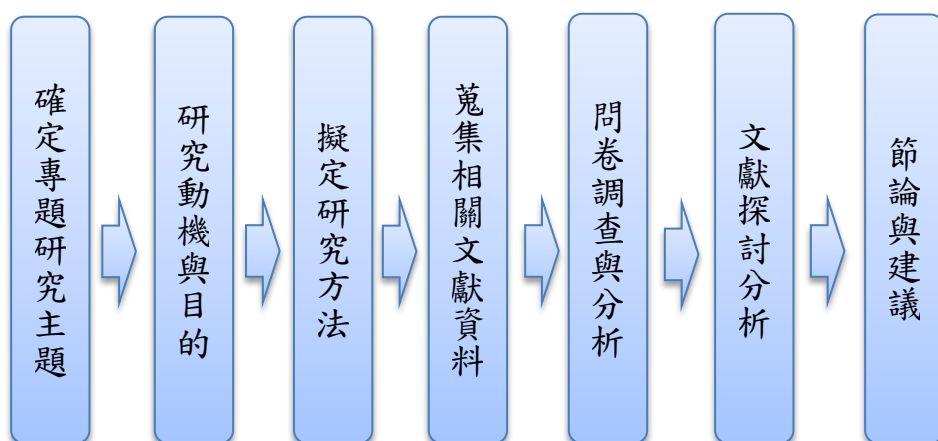 確定專題研究主題
研究動機與目的
擬定研究方法
蒐集相關文獻資料
問卷調查與分析
文獻探討分析
節論與建議